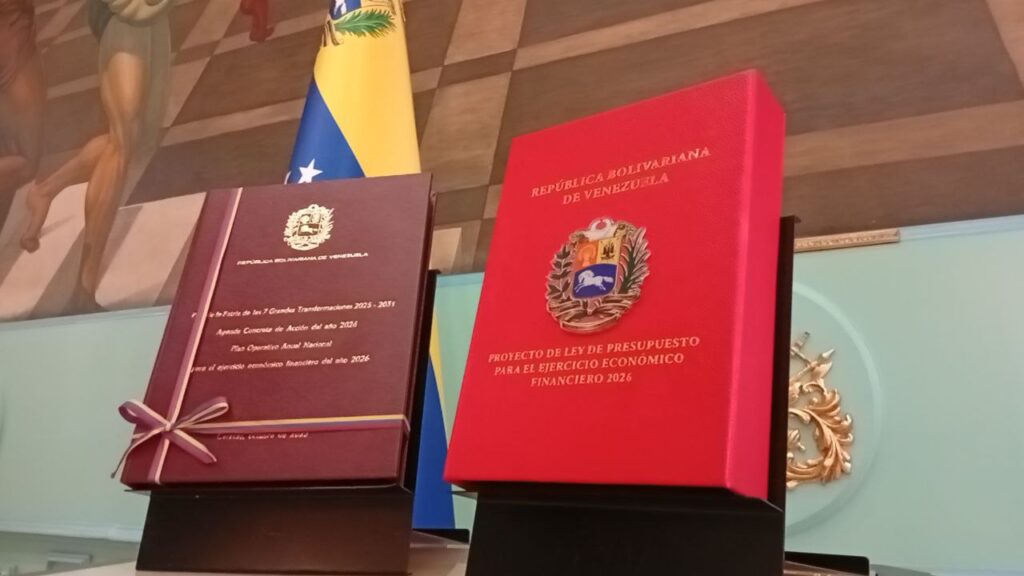 REPÚBLICA BOLIVARIANA DE VENEZUELA
la Patria de las 7 Grandes Transformaciones 2025 - 2031
Agenda Concreta de Acción del año 2026
Plan Operativo Anual Nacional
para el ejercicio económico financiero del año 2026
REPÚBLICA BOLIVARIANA
DE VENEZUELA
PROYECTO DE LEY DE PRESUPUESTO
PARA EL EJERCICIO ECONÓMICO
FINANCIERO 2026